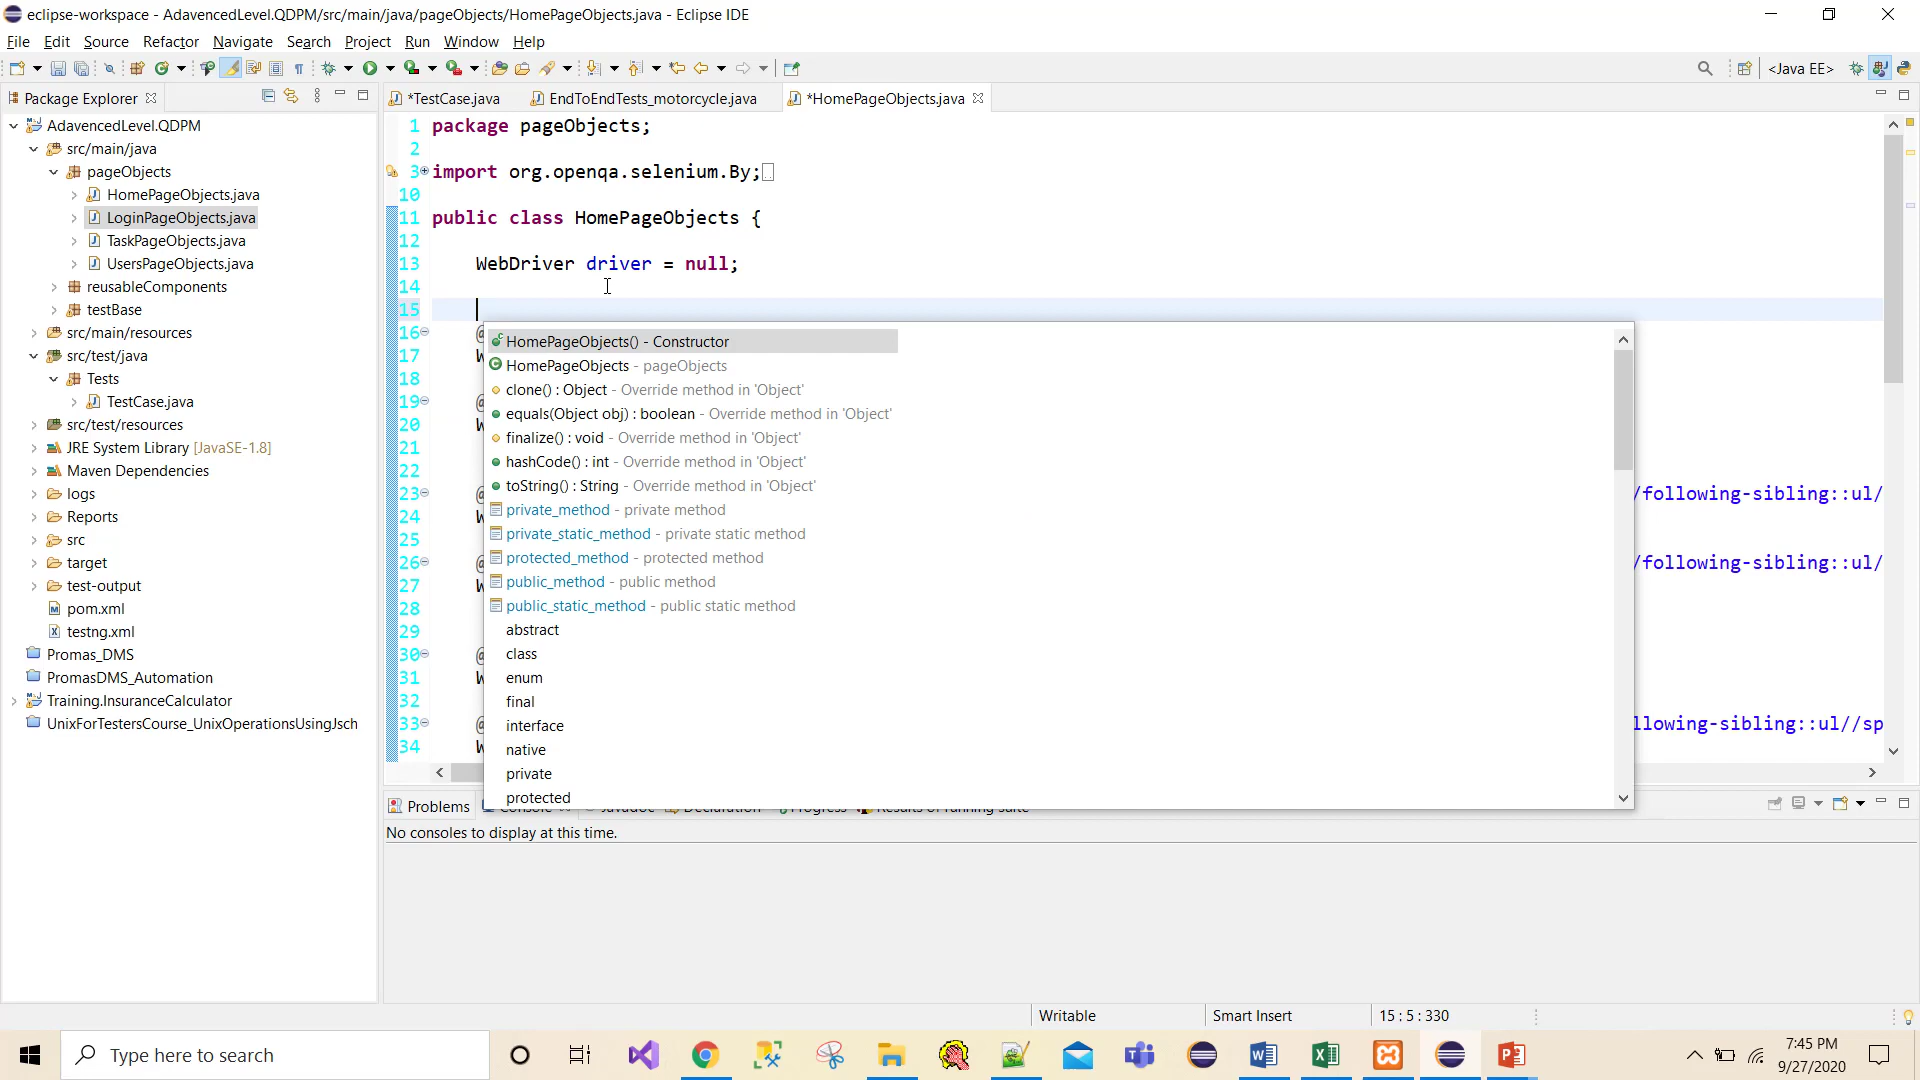 eclipse-workspace - AdavencedLevel.QDPM/src/main/java/pageObjects/HomePageObjects.java - Eclipse IDE
File Edit Source Refactor Navigate Search Project Run Window Help
<Java EE>
Package Explorer
*TestCase.java EndToEndTests_motorcycle.java *HomePageObjects.java
AdavencedLevel.QDPM
src/main/java
pageObjects
HomePageObjects.java
LoginPageObjects.java
TaskPageObjects.java
UsersPageObjects.java
reusableComponents
testBase
src/main/resources
src/test/java
Tests
TestCase.java
src/test/resources
JRE System Library [JavaSE-1.8]
Maven Dependencies
logs
Reports
src
target
test-output
pom.xml
testng.xml
Promas_DMS
PromasDMS_Automation
Training.InsuranceCalculator
UnixForTestersCourse_UnixOperationsUsingJsch
1 package pageObjects;
2
3 import org.openqa.selenium.By;
10
11 public class HomePageObjects {
12
13 WebDriver driver = null;
14
15
16
17
18
19
20
21
22
23 /following-sibling::ul/
24
25
26 /following-sibling::ul/
27
28
29
30
31
32
33 llowing-sibling::ul//sp
34
HomePageObjects() - Constructor
HomePageObjects - pageObjects
clone() : Object - Override method in 'Object'
equals(Object obj) : boolean - Override method in 'Object'
finalize() : void - Override method in 'Object'
hashCode() : int - Override method in 'Object'
toString() : String - Override method in 'Object'
private_method - private method
private_static_method - private static method
protected_method - protected method
public_method - public method
public_static_method - public static method
abstract
class
enum
final
interface
native
private
protected
Problems Console Javadoc Declaration Progress Results of running suite
No consoles to display at this time.
Writable Smart Insert 15 : 5 : 330
Type here to search
7:45 PM
9/27/2020